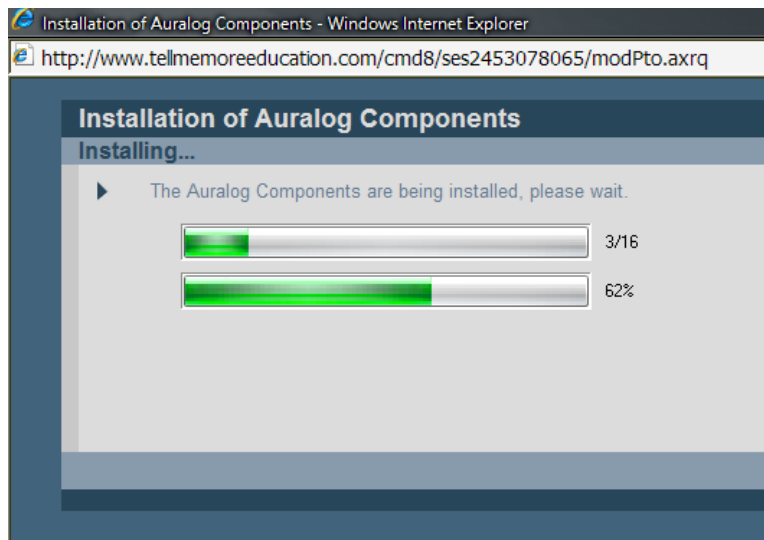 Installation of Auralog Components - Windows Internet Explorer
http://www.tellmemoreeducation.com/cmd8/ses2453078065/modPto.axrq
Installation of Auralog Components
Installing...
The Auralog Components are being installed, please wait.
3/16
62%